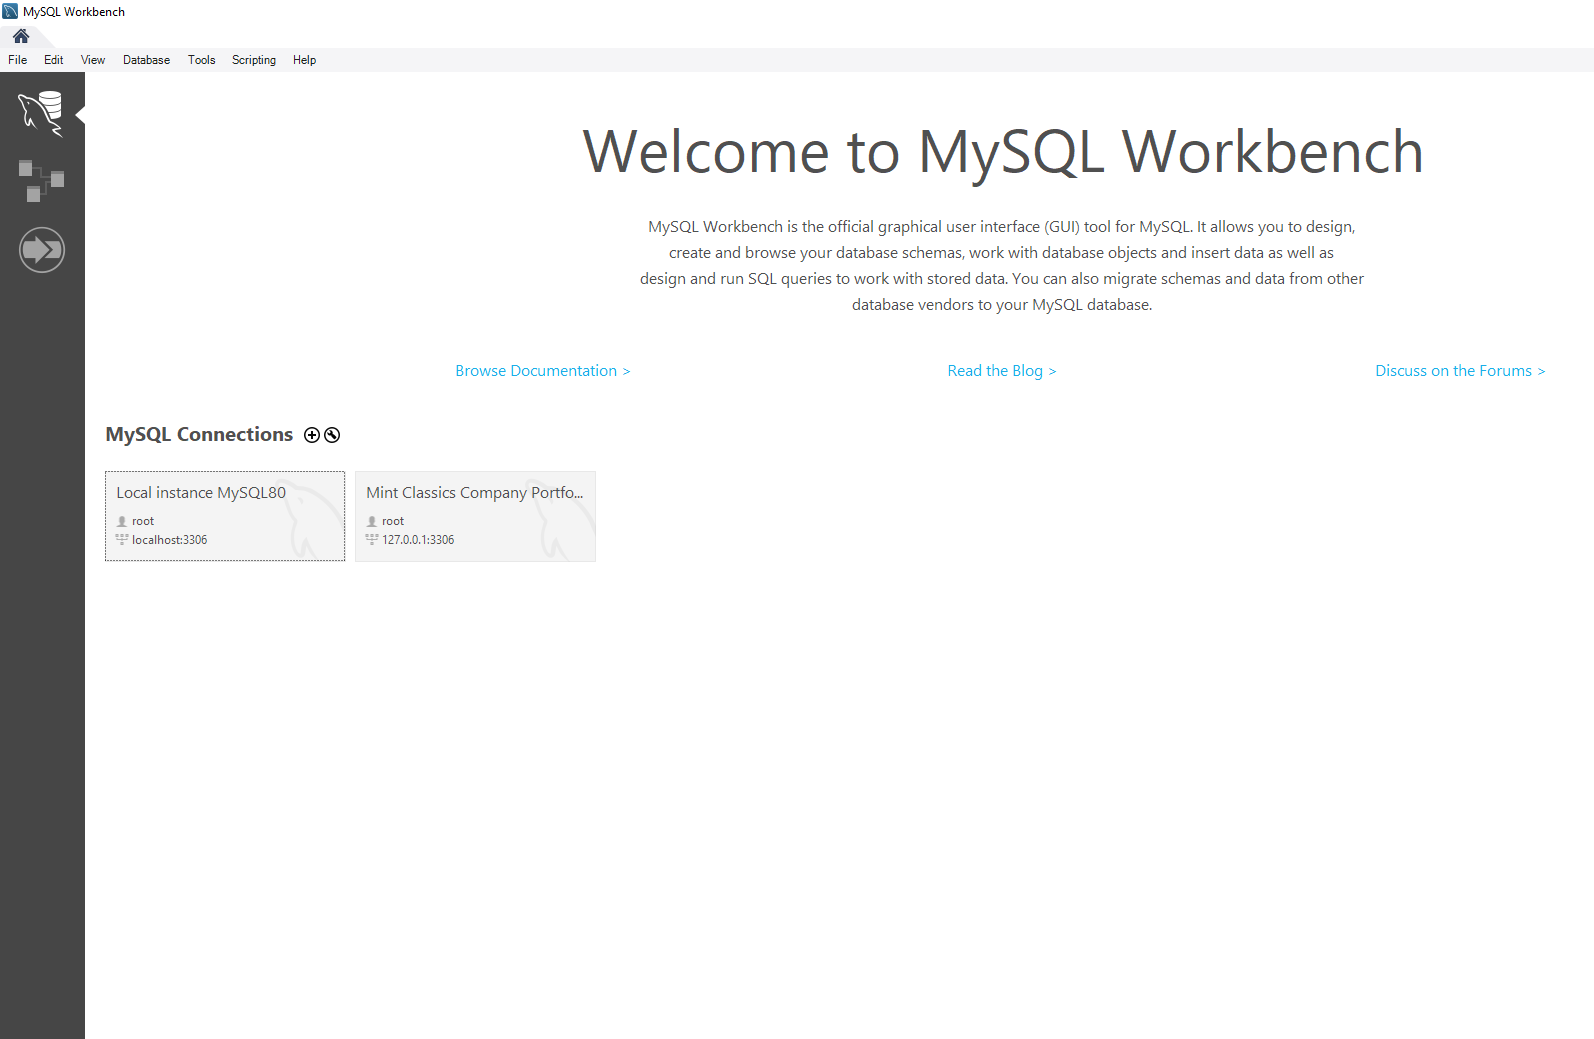 MySQL Workbench
File Edit View Database Tools Scripting Help
Welcome to MySQL Workbench
MySQL Workbench is the official graphical user interface (GUI) tool for MySQL. It allows you to design,
create and browse your database schemas, work with database objects and insert data as well as
design and run SQL queries to work with stored data. You can also migrate schemas and data from other
database vendors to your MySQL database.
Browse Documentation > Read the Blog > Discuss on the Forums >
MySQL Connections
Local instance MySQL80
root
localhost:3306
Mint Classics Company Portfo...
root
127.0.0.1:3306